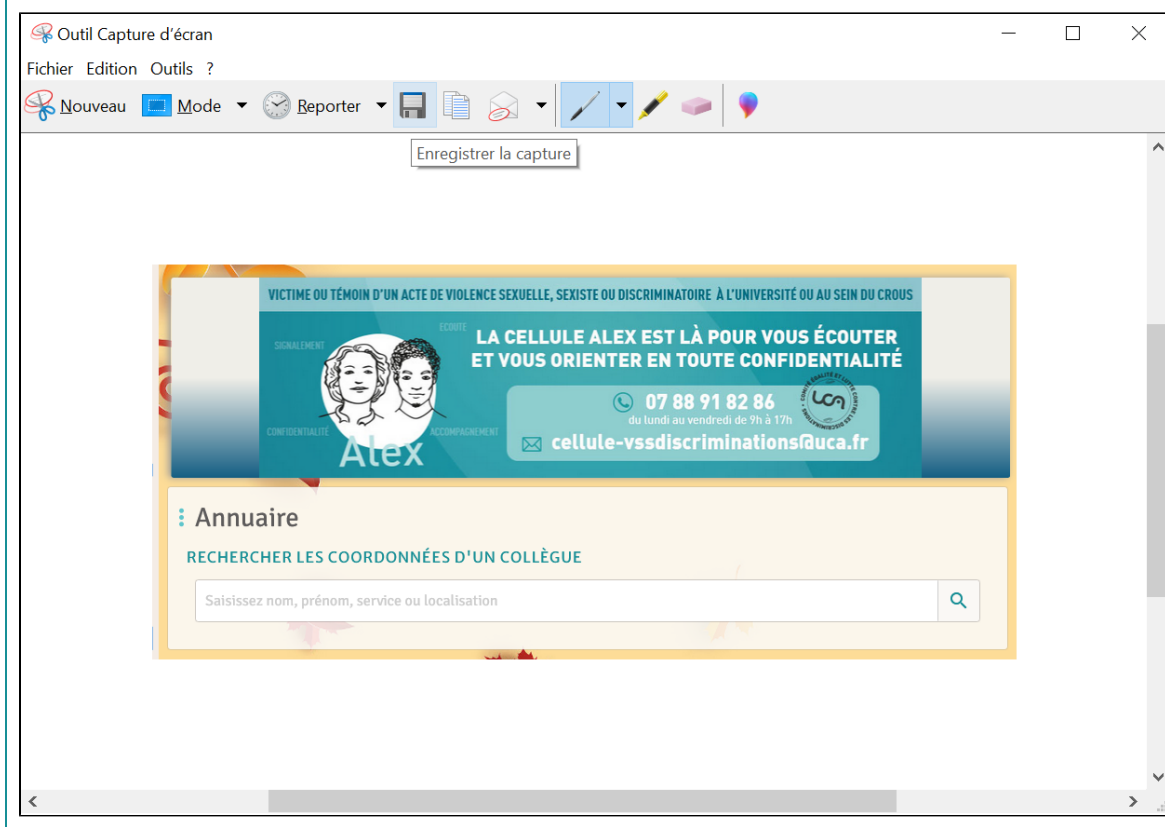 Outil Capture d'écran
Fichier Edition Outils ?
Nouveau Mode Reporter
Enregistrer la capture
VICTIME OU TÉMOIN D'UN ACTE DE VIOLENCE SEXUELLE, SEXISTE OU DISCRIMINATOIRE À L'UNIVERSITÉ OU AU SEIN DU CROUS
ECOUTE
SIGNALEMENT
LA CELLULE ALEX EST LÀ POUR VOUS ÉCOUTER
ET VOUS ORIENTER EN TOUTE CONFIDENTIALITÉ
07 88 91 82 86
du lundi au vendredi de 9h à 17h
UCA
CONFIDENTIALITÉ
ACCOMPAGNEMENT
cellule-vssdiscriminations@uca.fr
Alex
Annuaire
RECHERCHER LES COORDONNÉES D'UN COLLÈGUE
Saisissez nom, prénom, service ou localisation